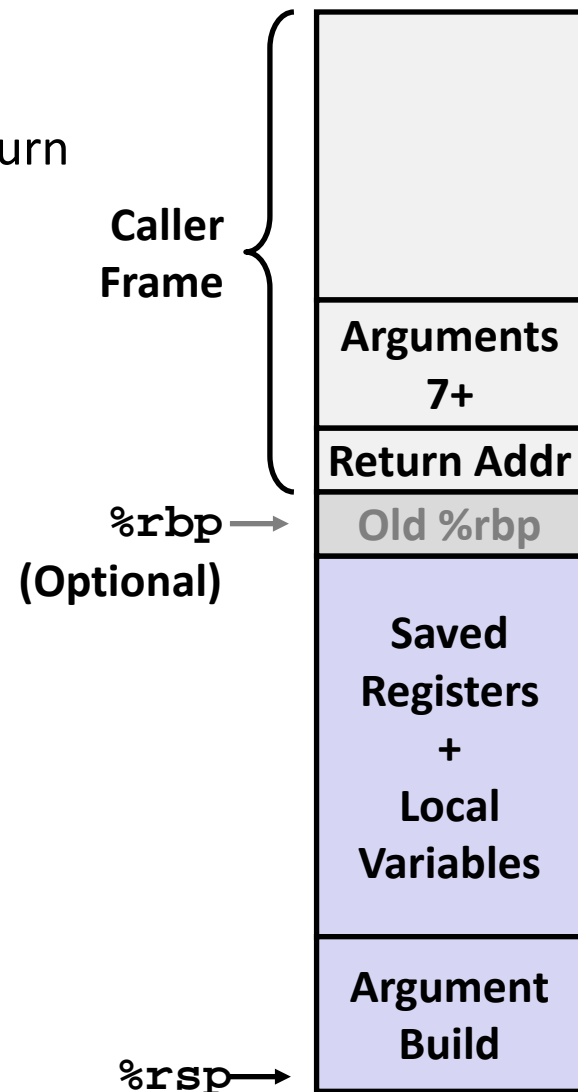 urn
Caller
Frame
Arguments
7+
Return Addr
%rbp
Old %rbp
(Optional)
Saved
Registers
+
Local
Variables
Argument
Build
%rsp